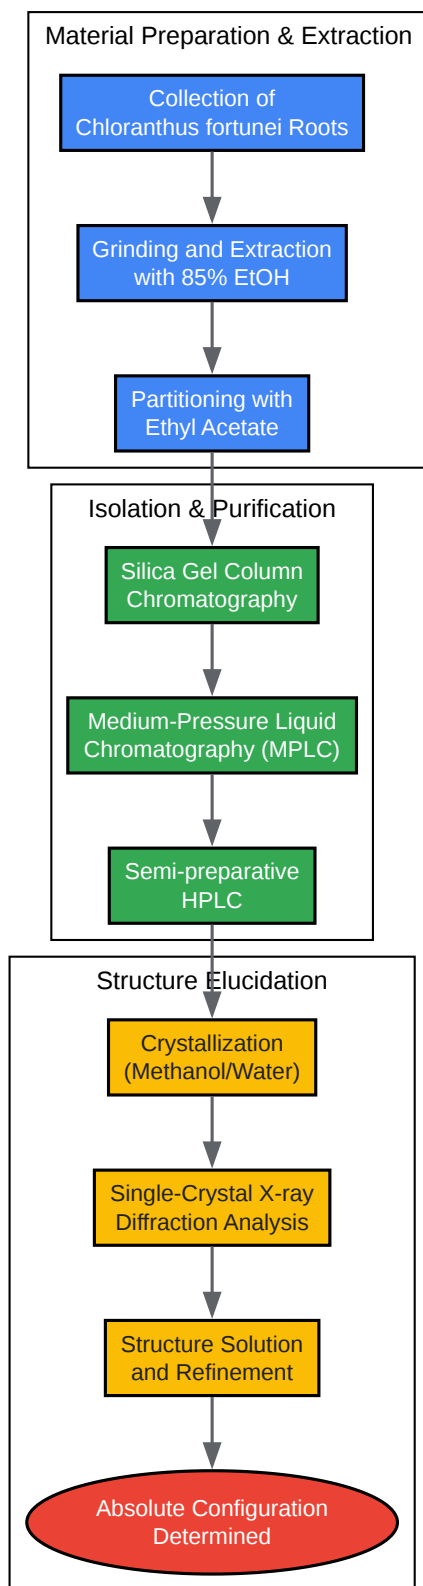 Material Preparation & Extraction
Collection of
Chloranthus fortunei Roots
Grinding and Extraction
with 85% EtOH
Partitioning with
Ethyl Acetate
Isolation & Purification
Silica Gel Column
Chromatography
Medium-Pressure Liquid
Chromatography (MPLC)
Semi-preparative
HPLC
Structure Elucidation
Crystallization
(Methanol/Water)
Single-Crystal X-ray
Diffraction Analysis
Structure Solution
and Refinement
Absolute Configuration
Determined